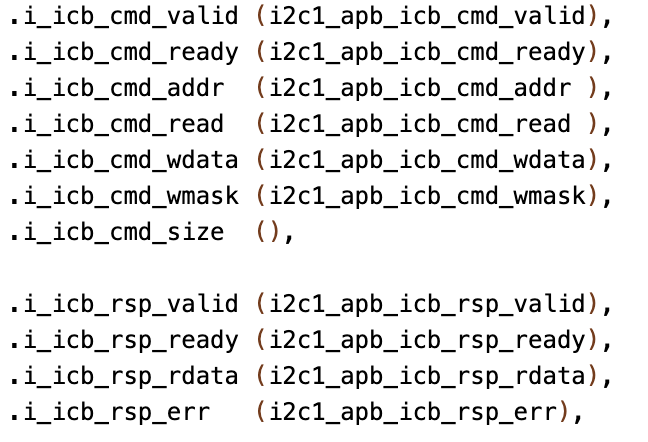 .i_icb_cmd_valid (i2c1_apb_icb_cmd_valid),
.i_icb_cmd_ready (i2c1_apb_icb_cmd_ready),
.i_icb_cmd_addr  (i2c1_apb_icb_cmd_addr ),
.i_icb_cmd_read  (i2c1_apb_icb_cmd_read ),
.i_icb_cmd_wdata (i2c1_apb_icb_cmd_wdata),
.i_icb_cmd_wmask (i2c1_apb_icb_cmd_wmask),
.i_icb_cmd_size  (),

.i_icb_rsp_valid (i2c1_apb_icb_rsp_valid),
.i_icb_rsp_ready (i2c1_apb_icb_rsp_ready),
.i_icb_rsp_rdata (i2c1_apb_icb_rsp_rdata),
.i_icb_rsp_err   (i2c1_apb_icb_rsp_err),